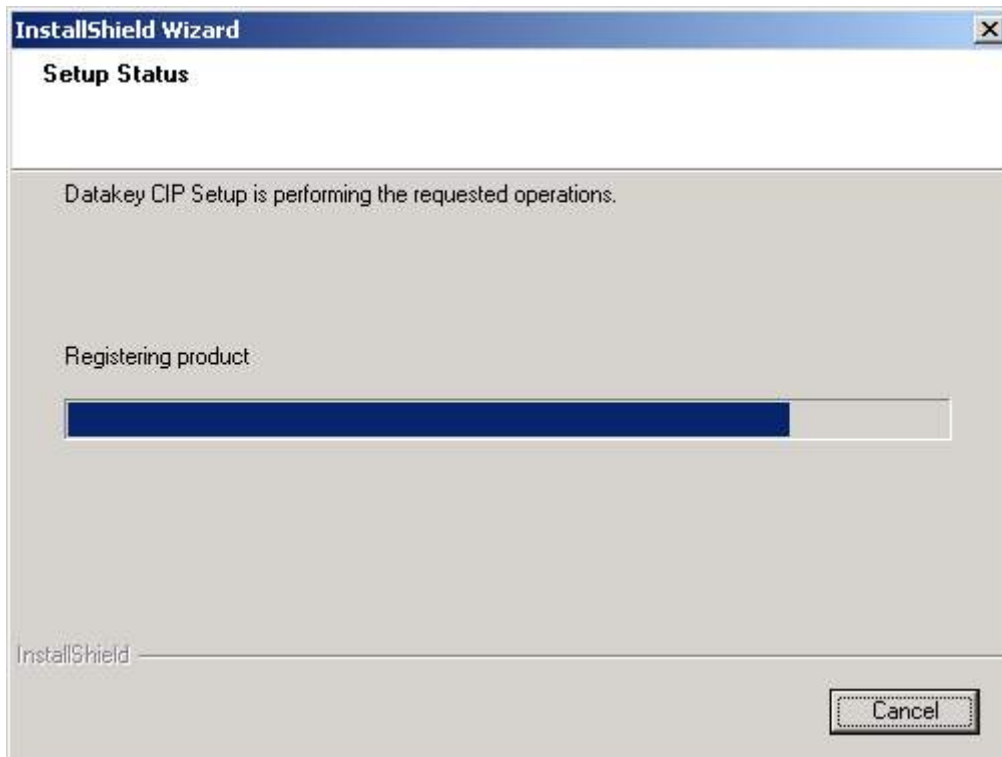 InstallShield Wizard
Setup Status
Datakey CIP Setup is performing the requested operations.
Registering product
InstallShield
Cancel